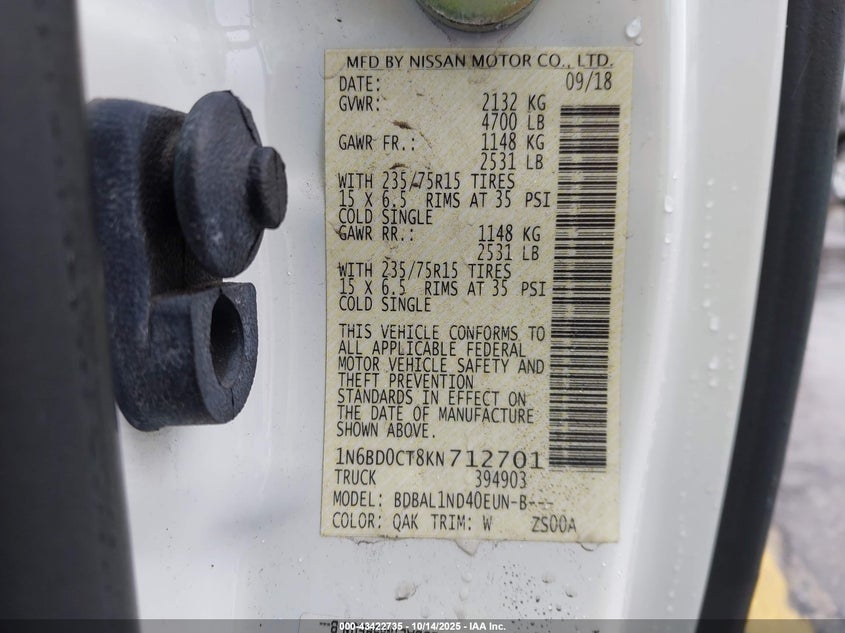 MFD BY NISSAN MOTOR CO., LTD.
DATE: 09/18
GVWR: 2132 KG
4700 LB
GAWR FR.: 1148 KG
2531 LB
WITH 235/75R15 TIRES
15 X 6.5 RIMS AT 35 PSI
COLD SINGLE
GAWR RR.: 1148 KG
2531 LB
WITH 235/75R15 TIRES
15 X 6.5 RIMS AT 35 PSI
COLD SINGLE
THIS VEHICLE CONFORMS TO
ALL APPLICABLE FEDERAL
MOTOR VEHICLE SAFETY AND
THEFT PREVENTION
STANDARDS IN EFFECT ON
THE DATE OF MANUFACTURE
SHOWN ABOVE.
1N6BD0CT8KN712701
TRUCK 394903
MODEL: BDBAL1ND40EUN-B---
COLOR: QAK TRIM: W ZS00A
000-43422735 - 10/14/2025 - IAA Inc.